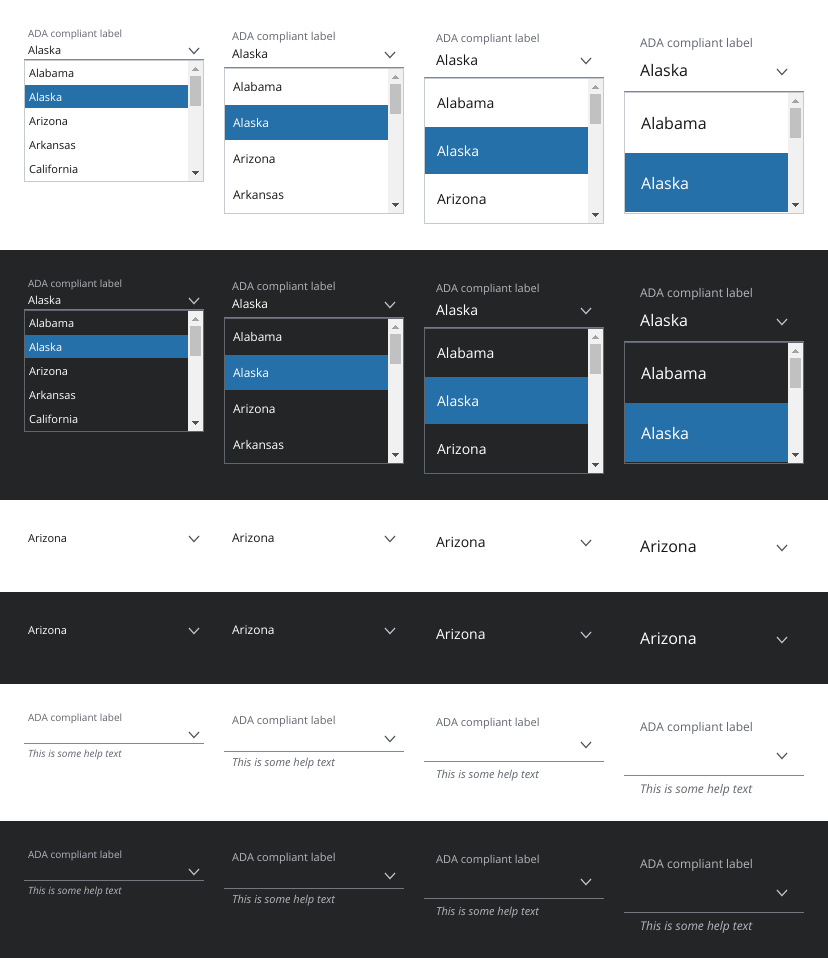 ADA compliant label
Alaska
Alabama
Alaska
Arizona
Arkansas
California
ADA compliant label
Alaska
Alabama
Alaska
Arizona
Arkansas
ADA compliant label
Alaska
Alabama
Alaska
Arizona
ADA compliant label
Alaska
Alabama
Alaska
ADA compliant label
Alaska
Alabama
Alaska
Arizona
Arkansas
California
ADA compliant label
Alaska
Alabama
Alaska
Arizona
Arkansas
ADA compliant label
Alaska
Alabama
Alaska
Arizona
ADA compliant label
Alaska
Alabama
Alaska
Arizona
Arizona
Arizona
Arizona
Arizona
Arizona
Arizona
Arizona
ADA compliant label
This is some help text
ADA compliant label
This is some help text
ADA compliant label
This is some help text
ADA compliant label
This is some help text
ADA compliant label
This is some help text
ADA compliant label
This is some help text
ADA compliant label
This is some help text
ADA compliant label
This is some help text